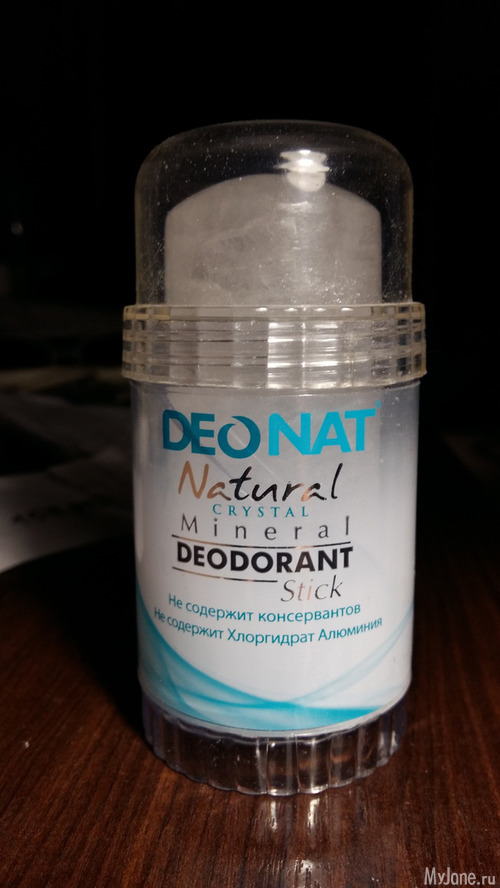 DEONAT
Natural
CRYSTAL
Mineral
DEODORANT
Stick
Не содержит консервантов
Не содержит Хлоргидрат Алюминия
MyJane.ru